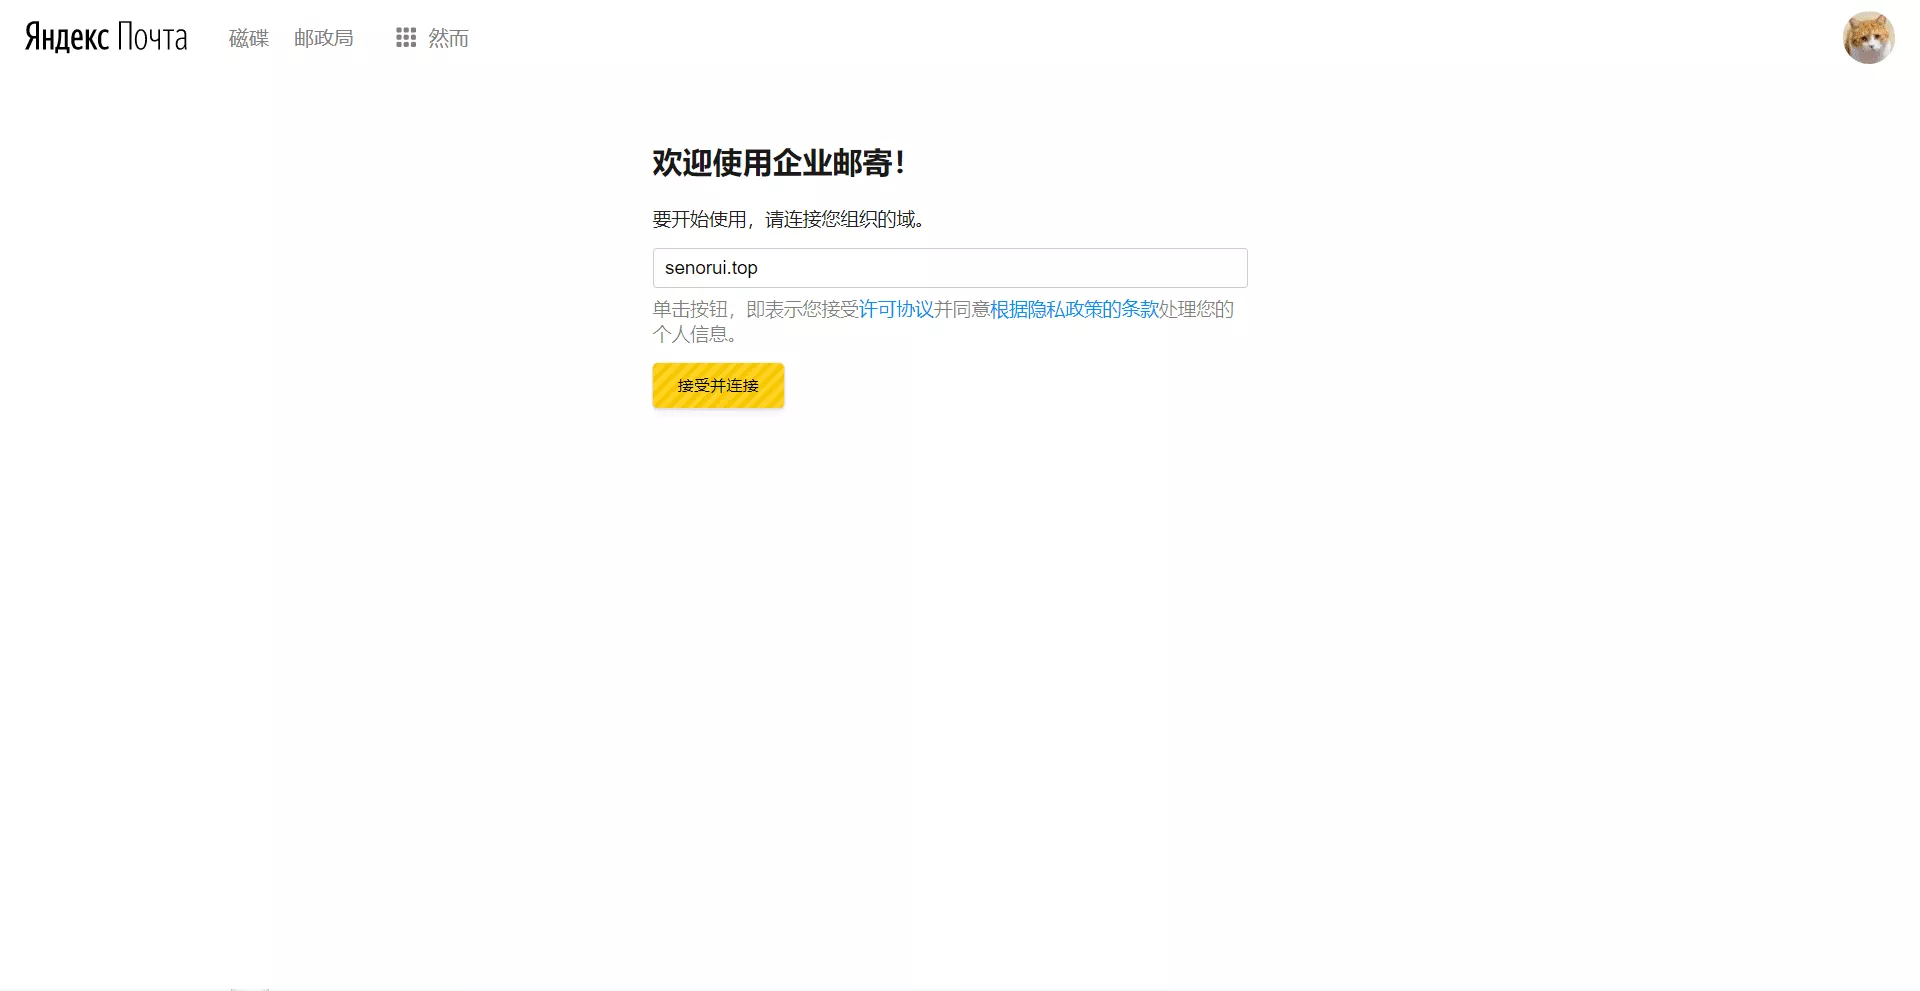 Яндекс Почта 磁碟 邮政局 然而
欢迎使用企业邮寄！
要开始使用，请连接您组织的域。
senorui.top
单击按钮，即表示您接受许可协议并同意根据隐私政策的条款处理您的
个人信息。
接受并连接